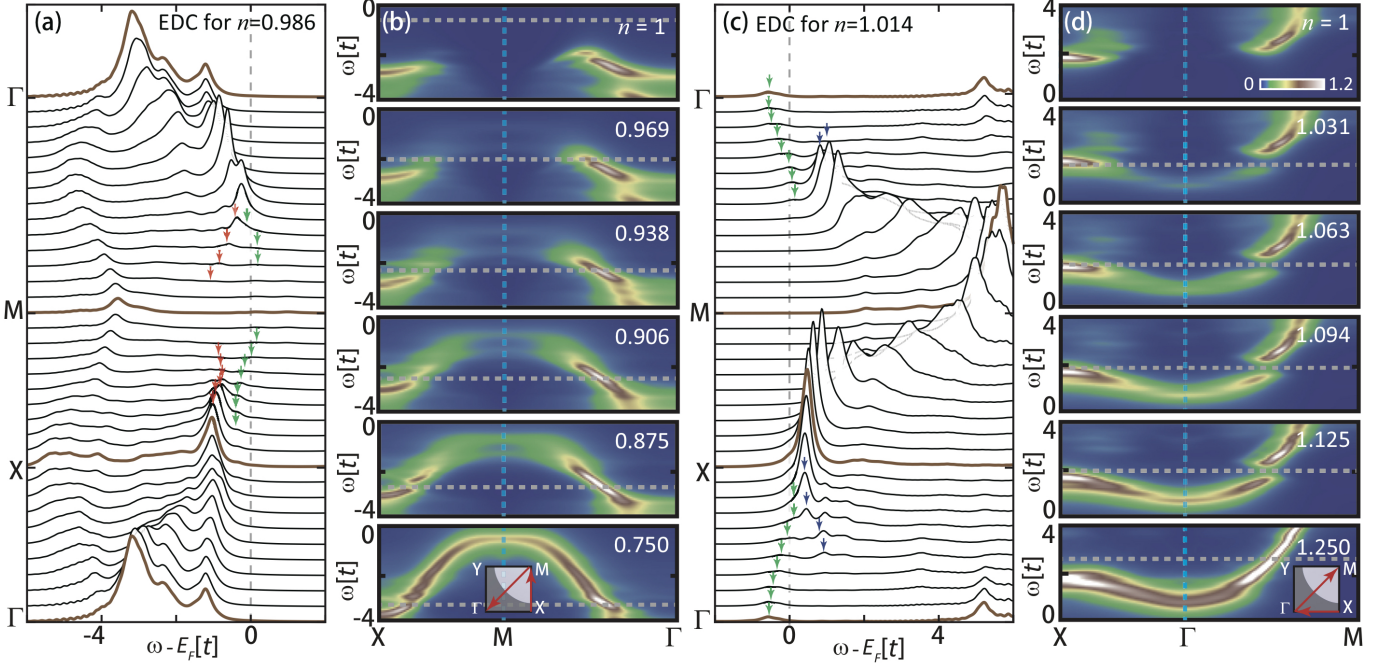 (a) EDC for n=0.986
Γ
M
X
Γ
-4 0
ω - E_F[t]
(b) n = 1
0.969
0.938
0.906
0.875
0.750
0
-4
ω[t]
0
-4
ω[t]
0
-4
ω[t]
0
-4
ω[t]
0
-4
ω[t]
0
-4
ω[t]
Y M
Γ X
X M Γ
(c) EDC for n=1.014
Γ
M
X
Γ
0 4
ω - E_F[t]
(d) n = 1
0 1.2
1.031
1.063
1.094
1.125
1.250
4
0
ω[t]
4
0
ω[t]
4
0
ω[t]
4
0
ω[t]
4
0
ω[t]
4
0
ω[t]
Y M
Γ X
X Γ M